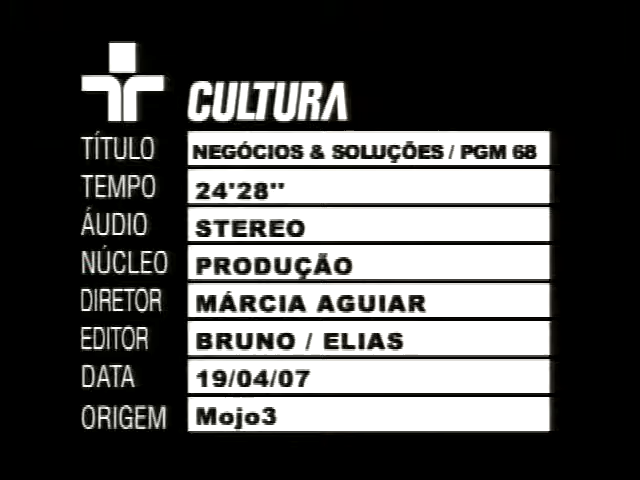 CULTURA
TÍTULO NEGÓCIOS & SOLUÇÕES / PGM 68
TEMPO 24'28"
ÁUDIO STEREO
NÚCLEO PRODUÇÃO
DIRETOR MÁRCIA AGUIAR
EDITOR BRUNO / ELIAS
DATA 19/04/07
ORIGEM Mojo3